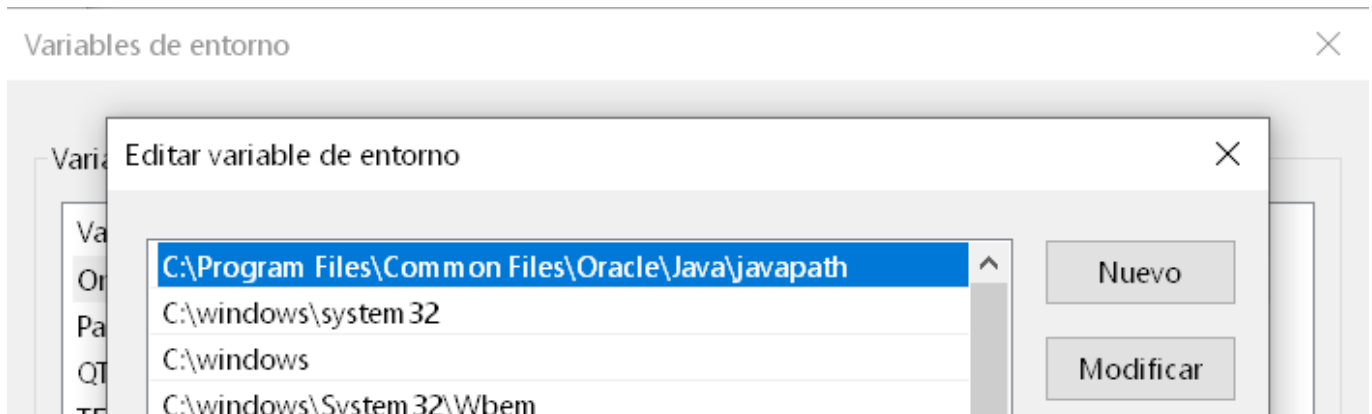 Variables de entorno
Editar variable de entorno
C:\Program Files\Common Files\Oracle\Java\javapath
Nuevo
C:\windows\system32
C:\windows
Modificar
C:\windows\System32\Wbem